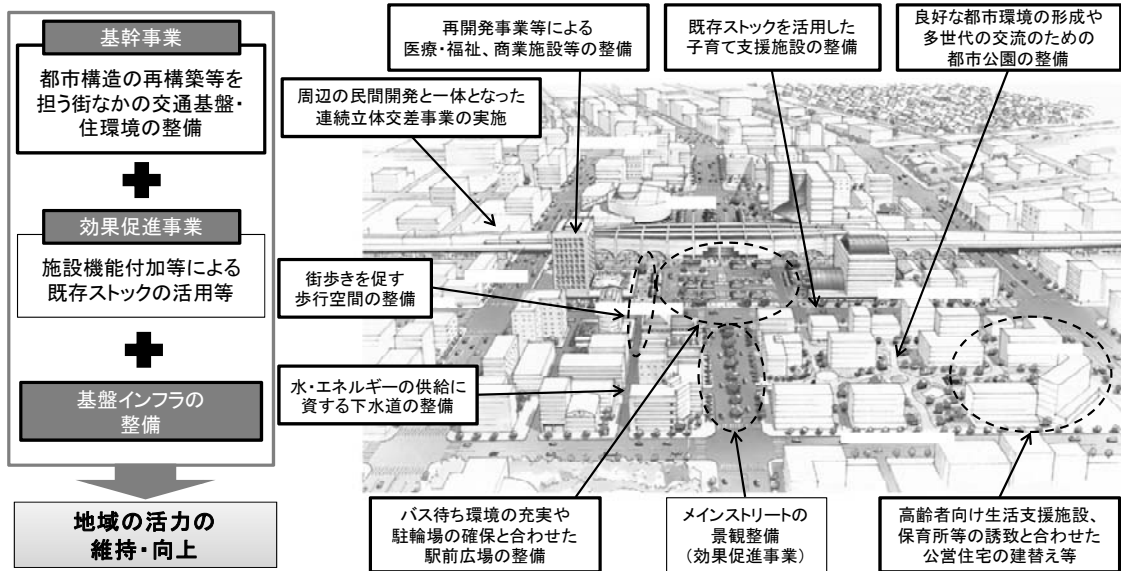 基幹事業
都市構造の再構築等を
担う街なかの交通基盤・
住環境の整備
効果促進事業
施設機能付加等による
既存ストックの活用等
基盤インフラの
整備
地域の活力の
維持・向上
再開発事業等による
医療・福祉、商業施設等の整備
既存ストックを活用した
子育て支援施設の整備
良好な都市環境の形成や
多世代の交流のための
都市公園の整備
周辺の民間開発と一体となった
連続立体交差事業の実施
街歩きを促す
歩行空間の整備
水・エネルギーの供給に
資する下水道の整備
バス待ち環境の充実や
駐輪場の確保と合わせた
駅前広場の整備
メインストリートの
景観整備
(効果促進事業)
高齢者向け生活支援施設、
保育所等の誘致と合わせた
公営住宅の建替え等